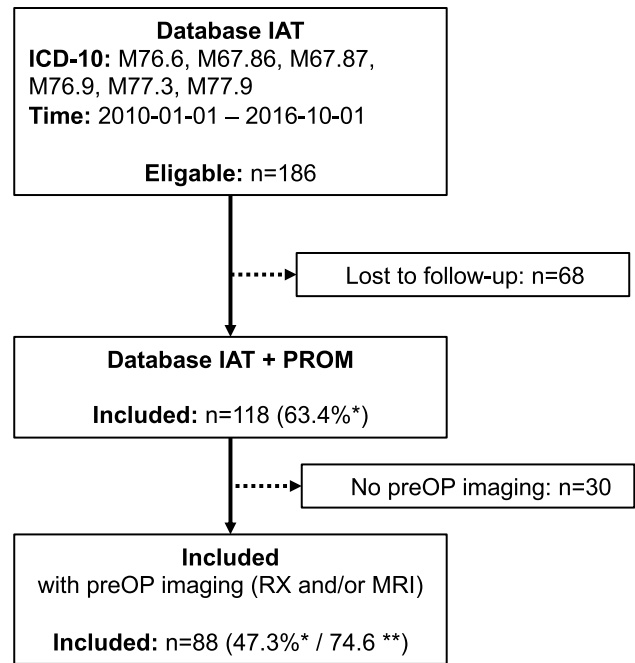 Database IAT
ICD-10: M76.6, M67.86, M67.87,
M76.9, M77.3, M77.9
Time: 2010-01-01 – 2016-10-01
Eligable: n=186
Lost to follow-up: n=68
Database IAT + PROM
Included: n=118 (63.4%*)
No preOP imaging: n=30
Included
with preOP imaging (RX and/or MRI)
Included: n=88 (47.3%* / 74.6 **)